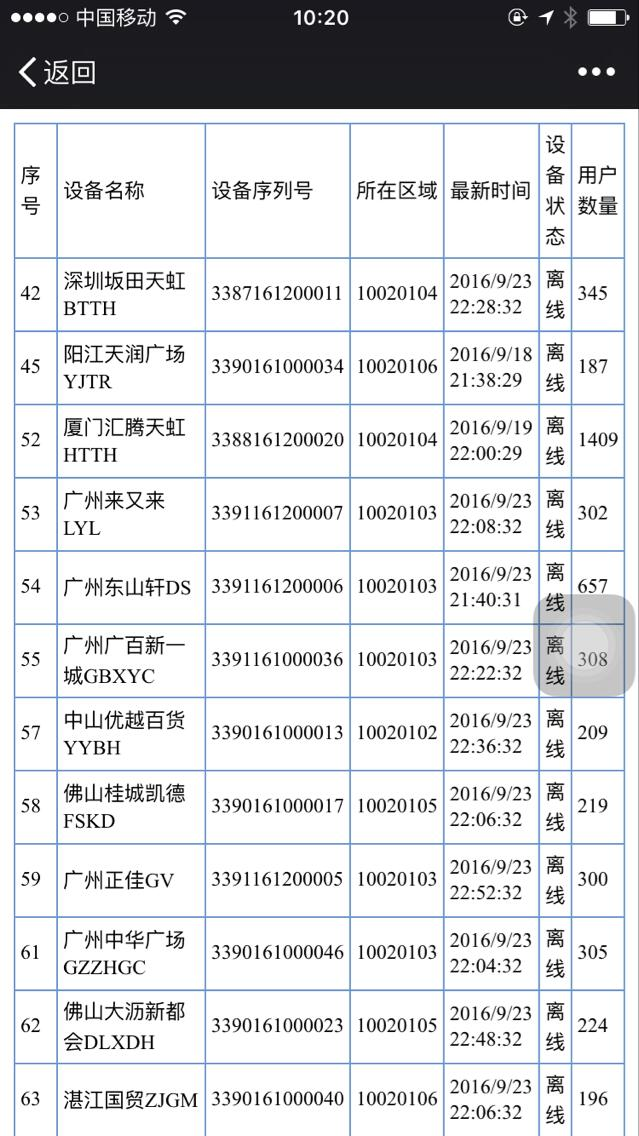 中国移动 10:20
返回
序号 设备名称 设备序列号 所在区域 最新时间 设备状态 用户数量
42 深圳坂田天虹BTTH 3387161200011 10020104 2016/9/23 22:28:32 离线 345
45 阳江天润广场YJTR 3390161000034 10020106 2016/9/18 21:38:29 离线 187
52 厦门汇腾天虹HTTH 3388161200020 10020104 2016/9/19 22:00:29 离线 1409
53 广州来又来LYL 3391161200007 10020103 2016/9/23 22:08:32 离线 302
54 广州东山轩DS 3391161200006 10020103 2016/9/23 21:40:31 离线 657
55 广州广百新一城GBXYC 3391161000036 10020103 2016/9/23 22:22:32 离线 308
57 中山优越百货YYBH 3390161000013 10020102 2016/9/23 22:36:32 离线 209
58 佛山桂城凯德FSKD 3390161000017 10020105 2016/9/23 22:06:32 离线 219
59 广州正佳GV 3391161200005 10020103 2016/9/23 22:52:32 离线 300
61 广州中华广场GZZHGC 3390161000046 10020103 2016/9/23 22:04:32 离线 305
62 佛山大沥新都会DLXDH 3390161000023 10020105 2016/9/23 22:48:32 离线 224
63 湛江国贸ZJGM 3390161000040 10020106 2016/9/23 22:06:32 离线 196